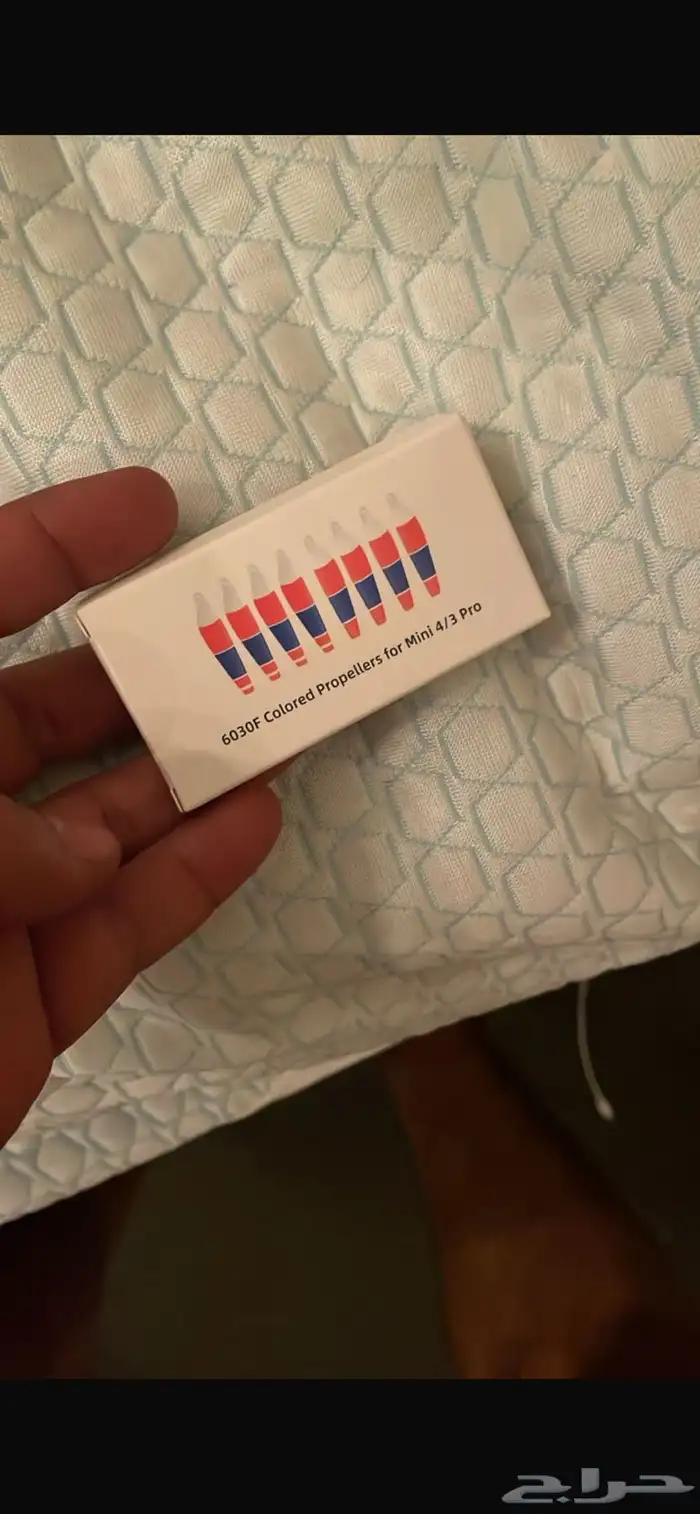 6030F Colored Propellers for Mini 4/3 Pro
حراج